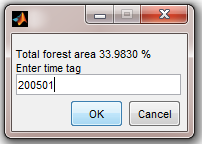 Total forest area 33.9830 %
Enter time tag
200501
OK
Cancel